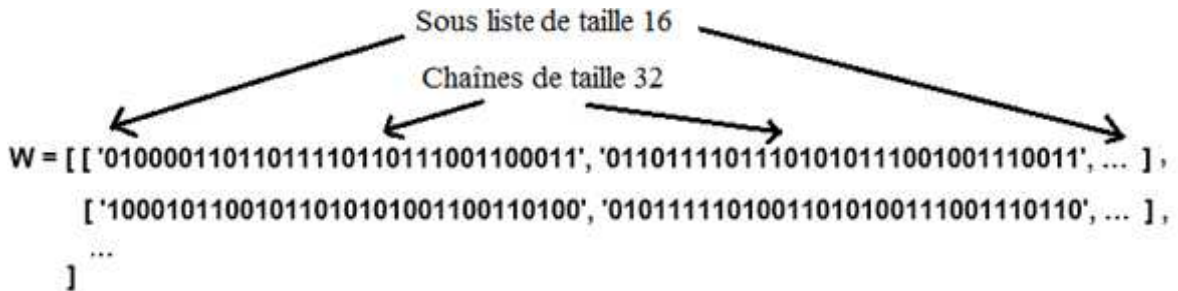 Sous liste de taille 16
Chaînes de taille 32
W = [ [ '01000011011011110110111001100011', '01101111011101010111001001110011', ... ] ,
[ '10001011001011010101001100110100', '01011111010011010100111001110110', ... ] ,
...
]